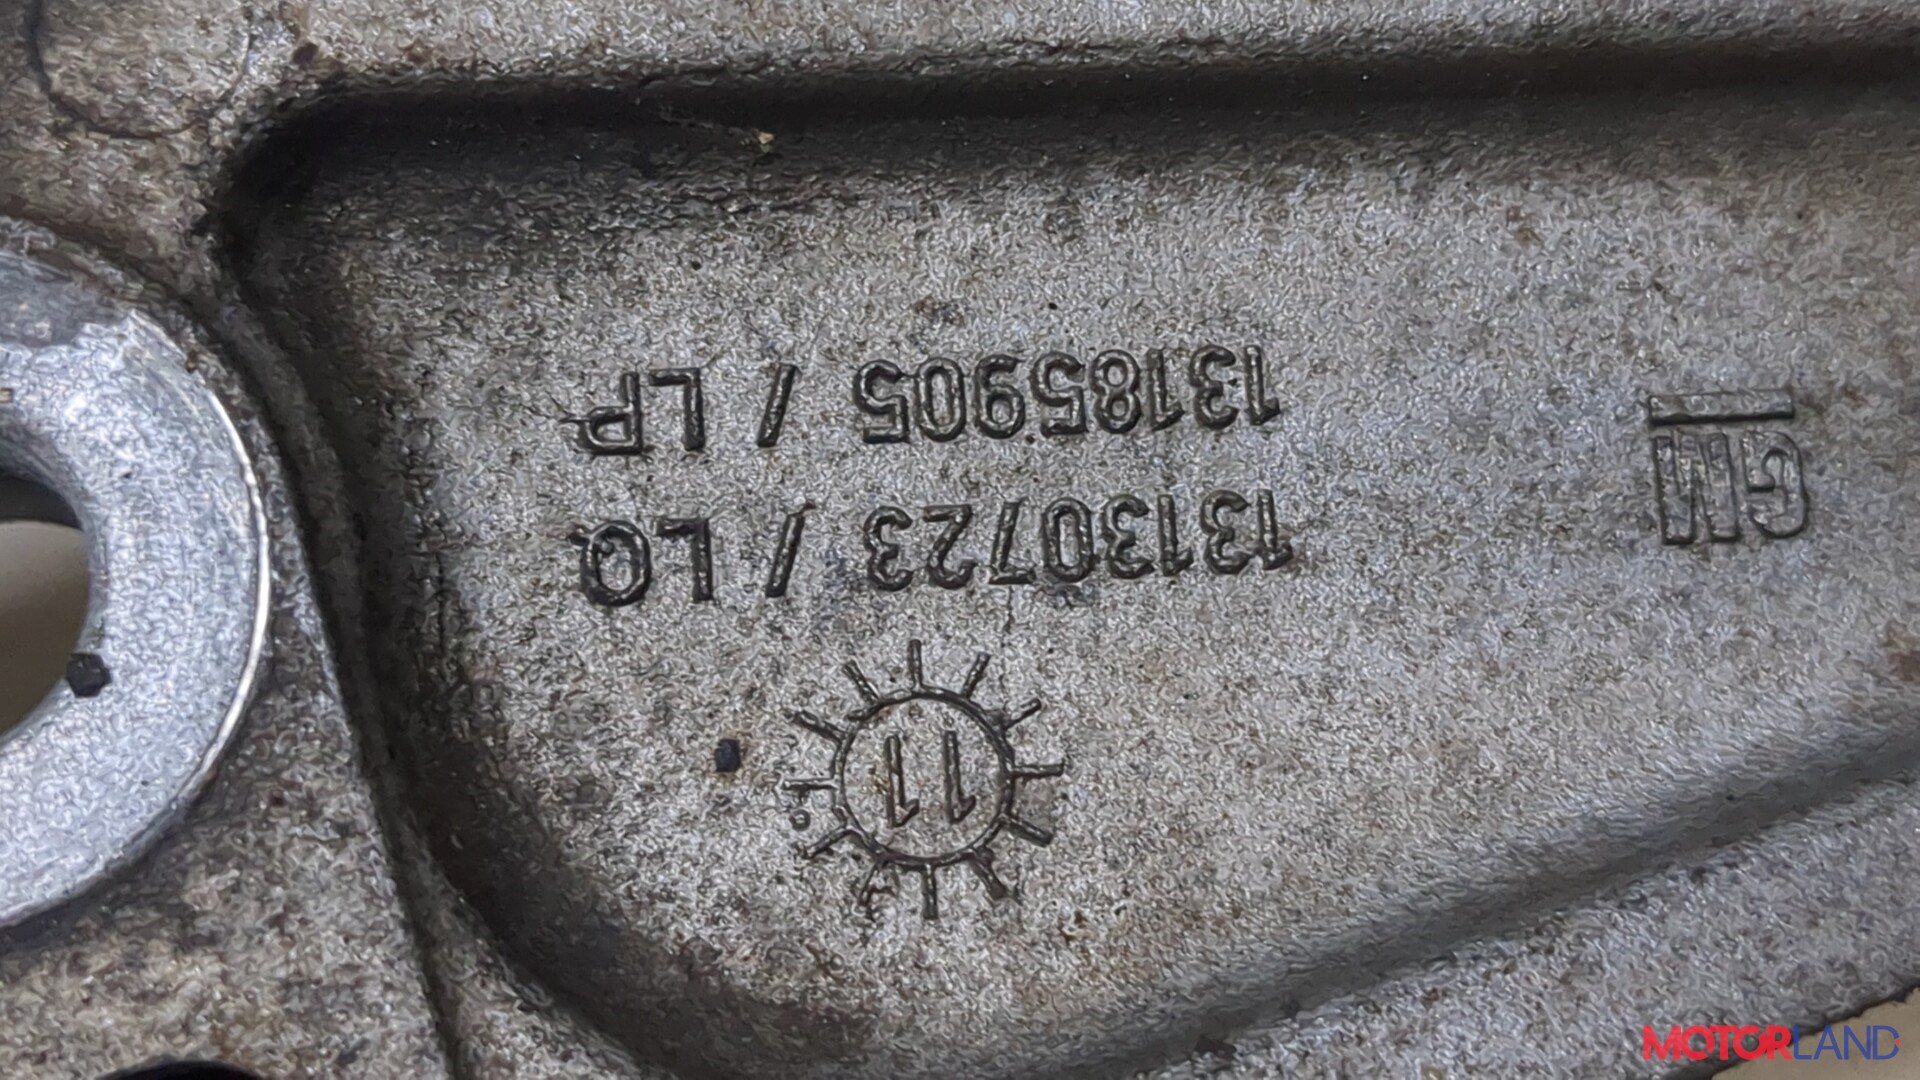 11
GM
13130723 / LQ
13185905 / LP
MOTORLAND